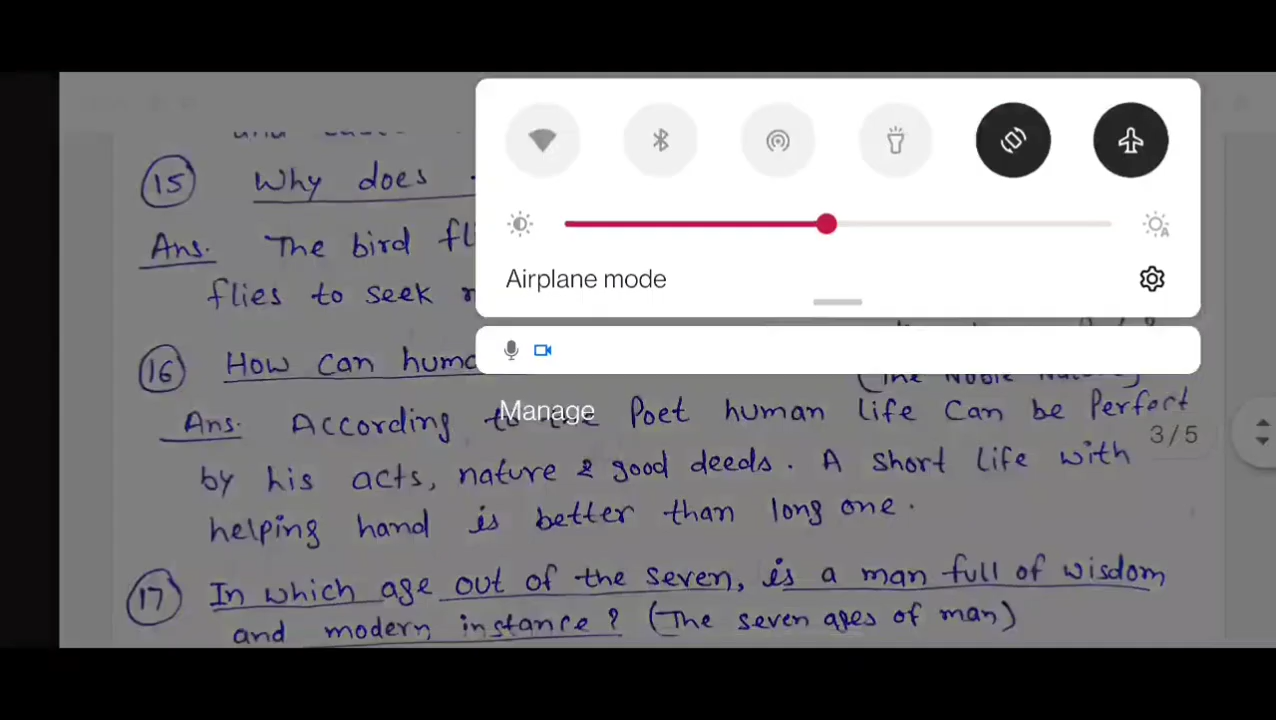 15 Why does
Ans. The bird
flies to seek
16 How can
Airplane mode
Manage
Ans. According to the Poet human life Can be Perfect
3/5
by his acts, nature & good deeds. A short life with
helping hand is better than long one.
17 In which age out of the seven, is a man full of wisdom
and modern instance? (The seven ages of man)